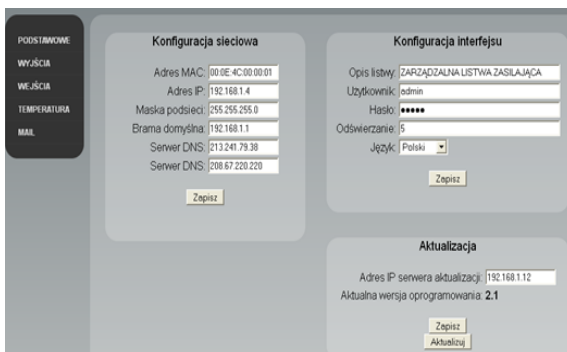 PODSTAWOWE
WYJŚCIA
WEJŚCIA
TEMPERATURA
MAIL
Konfiguracja sieciowa
Adres MAC: 00:0E:4C:00:00:01
Adres IP: 192.168.1.4
Maska podsieci: 255.255.255.0
Brama domyślna: 192.168.1.1
Serwer DNS: 213.241.79.38
Serwer DNS: 208.67.220.220
Zapisz
Konfiguracja interfejsu
Opis listwy: ZARZĄDZALNA LISTWA ZASILAJĄCA
Użytkownik: admin
Hasło: •••••
Odświerzanie: 5
Język: Polski
Zapisz
Aktualizacja
Adres IP serwera aktualizacji: 192.168.1.12
Aktualna wersja oprogramowania: 2.1
Zapisz
Aktualizuj